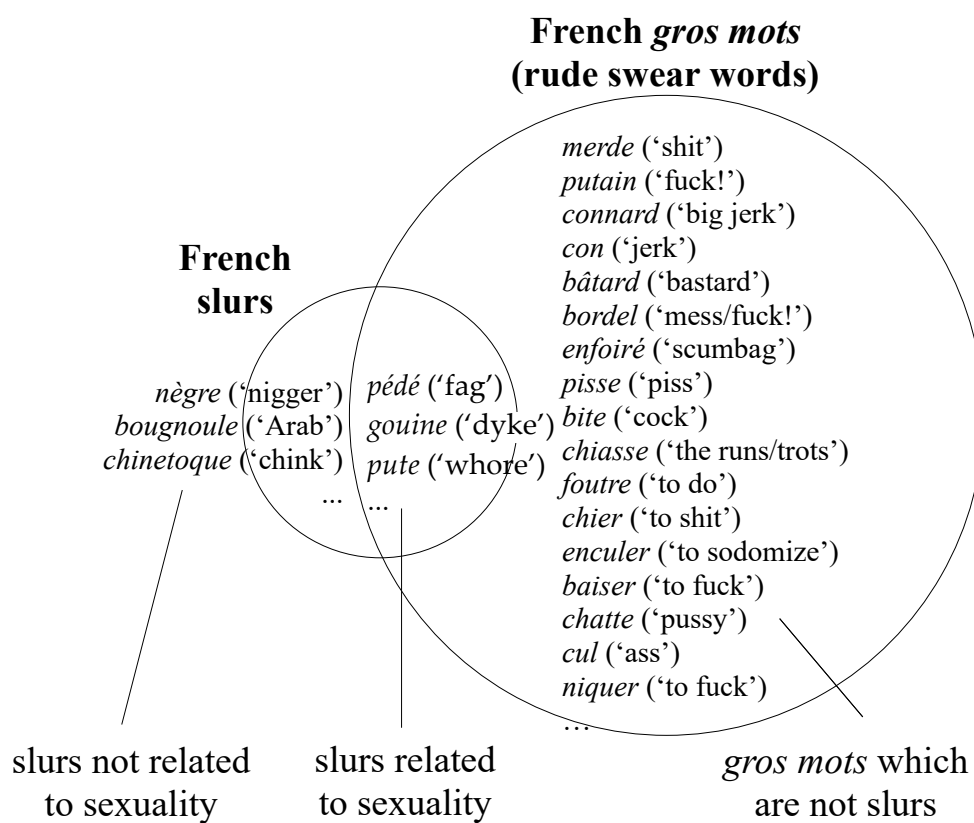 French gros mots
(rude swear words)
merde (‘shit’)
putain (‘fuck!’)
connard (‘big jerk’)
con (‘jerk’)
bâtard (‘bastard’)
bordel (‘mess/fuck!’)
enfoiré (‘scumbag’)
pisse (‘piss’)
bite (‘cock’)
chiasse (‘the runs/trots’)
foutre (‘to do’)
chier (‘to shit’)
enculer (‘to sodomize’)
baiser (‘to fuck’)
chatte (‘pussy’)
cul (‘ass’)
niquer (‘to fuck’)
…
French
slurs
nègre (‘nigger’)
bougnoule (‘Arab’)
chinetoque (‘chink’)
...
pédé (‘fag’)
gouine (‘dyke’)
pute (‘whore’)
...
slurs not related
to sexuality
slurs related
to sexuality
gros mots which
are not slurs